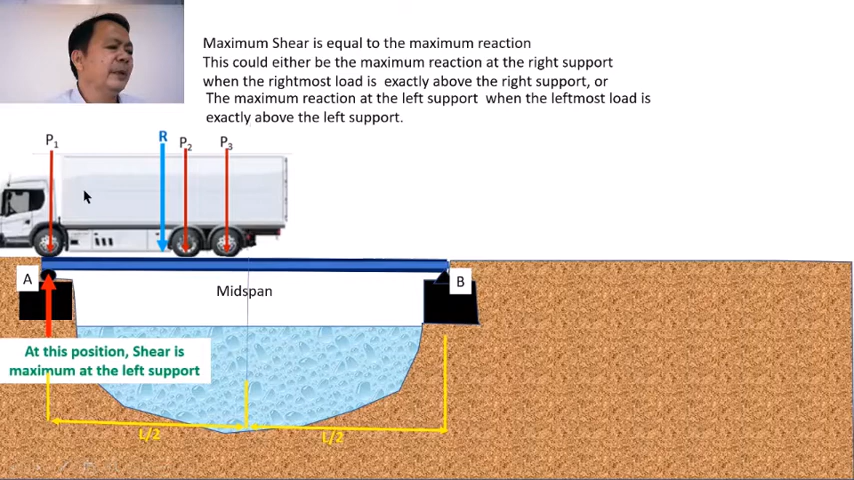 Maximum Shear is equal to the maximum reaction
This could either be the maximum reaction at the right support
when the rightmost load is exactly above the right support, or
The maximum reaction at the left support when the leftmost load is
exactly above the left support.
P1 R P2 P3
A B
Midspan
At this position, Shear is
maximum at the left support
L/2 L/2